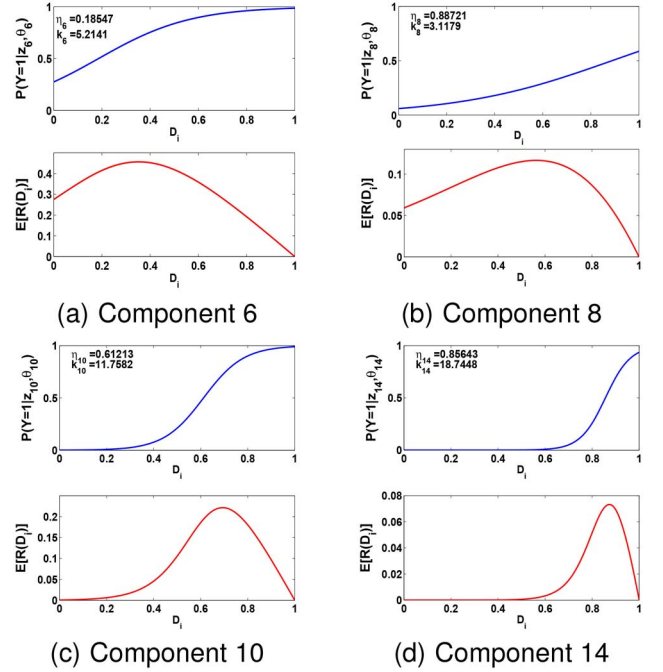 η6=0.18547
k6=5.2141
P(Y=1|z6,θ6)
1
0.5
0
0 0.2 0.4 0.6 0.8 1
Di
E[R(Di)]
0.4
0.3
0.2
0.1
0
0 0.2 0.4 0.6 0.8 1
Di
(a) Component 6
η8=0.88721
k8=3.1179
P(Y=1|z8,θ8)
1
0.5
0
0 0.2 0.4 0.6 0.8 1
Di
E[R(Di)]
0.1
0.05
0
0 0.2 0.4 0.6 0.8 1
Di
(b) Component 8
η10=0.61213
k10=11.7582
P(Y=1|z10,θ10)
1
0.5
0
0 0.2 0.4 0.6 0.8 1
Di
E[R(Di)]
0.2
0.15
0.1
0.05
0
0 0.2 0.4 0.6 0.8 1
Di
(c) Component 10
η14=0.85643
k14=18.7448
P(Y=1|z14,θ14)
1
0.5
0
0 0.2 0.4 0.6 0.8 1
Di
E[R(Di)]
0.08
0.06
0.04
0.02
0
0 0.2 0.4 0.6 0.8 1
Di
(d) Component 14